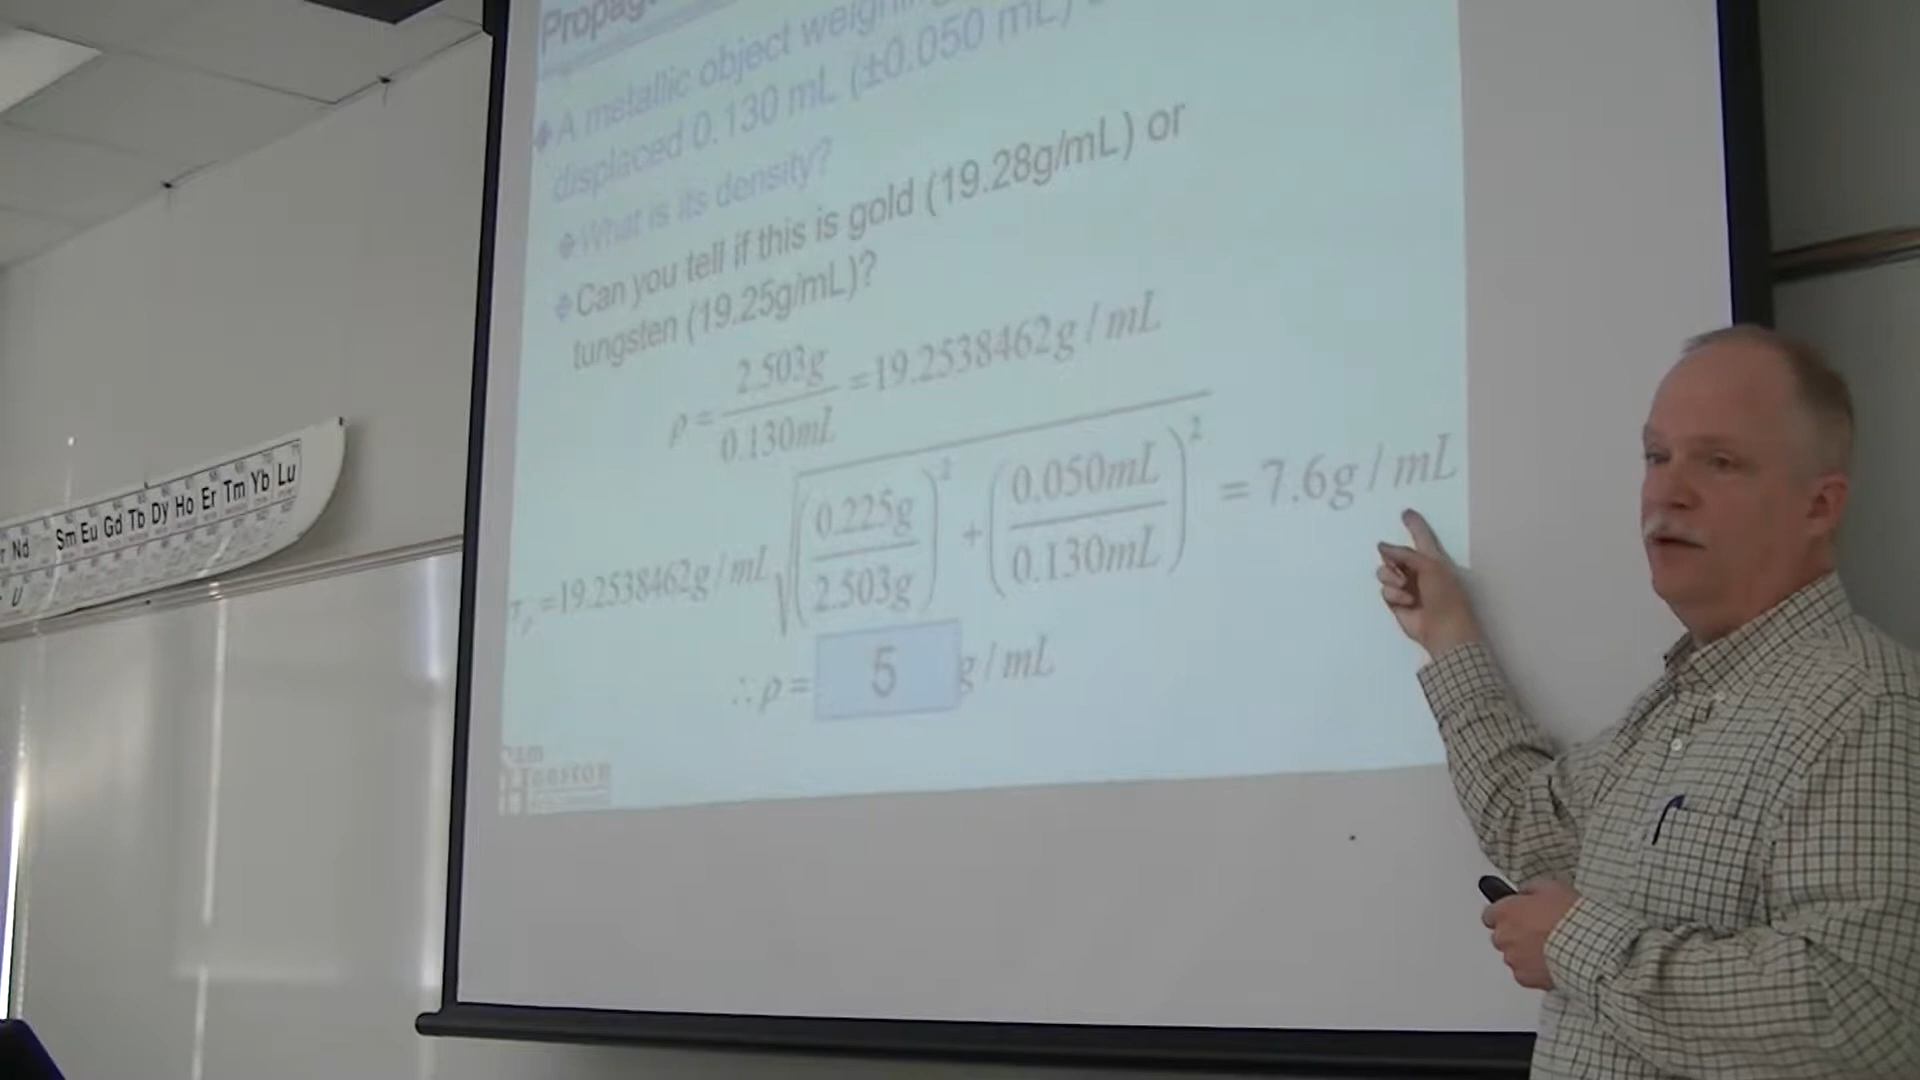 A metallic object
displaced 0.130 mL (±0.050 mL)
What is its density?
Can you tell if this is gold (19.28g/mL) or
tungsten (19.25g/mL)?
ρ = 2.503g / 0.130mL = 19.2538462g / mL
= 19.2538462g / mL √((0.225g / 2.503g)² + (0.050mL / 0.130mL)²) = 7.6g / mL
∴ ρ = 5 g / mL
Nd Sm Eu Gd Tb Dy Ho Er Tm Yb Lu
U